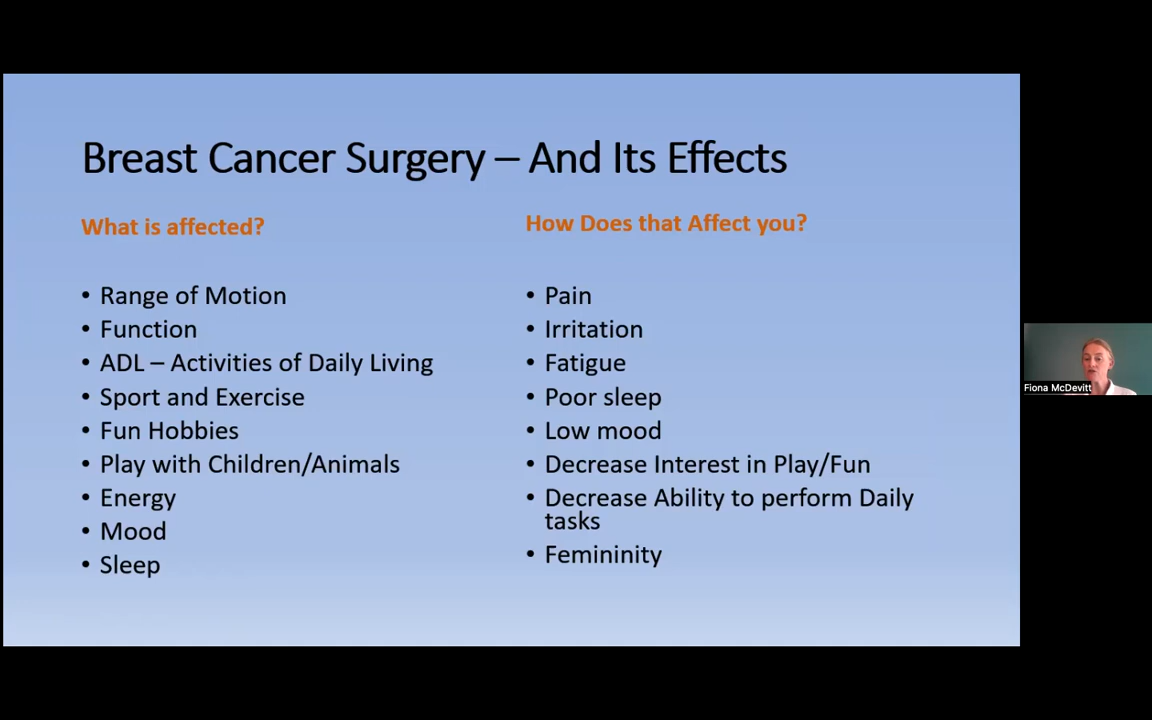 Breast Cancer Surgery – And Its Effects
What is affected?
• Range of Motion
• Function
• ADL – Activities of Daily Living
• Sport and Exercise
• Fun Hobbies
• Play with Children/Animals
• Energy
• Mood
• Sleep
How Does that Affect you?
• Pain
• Irritation
• Fatigue
• Poor sleep
• Low mood
• Decrease Interest in Play/Fun
• Decrease Ability to perform Daily
tasks
• Femininity
Fiona McDevitt